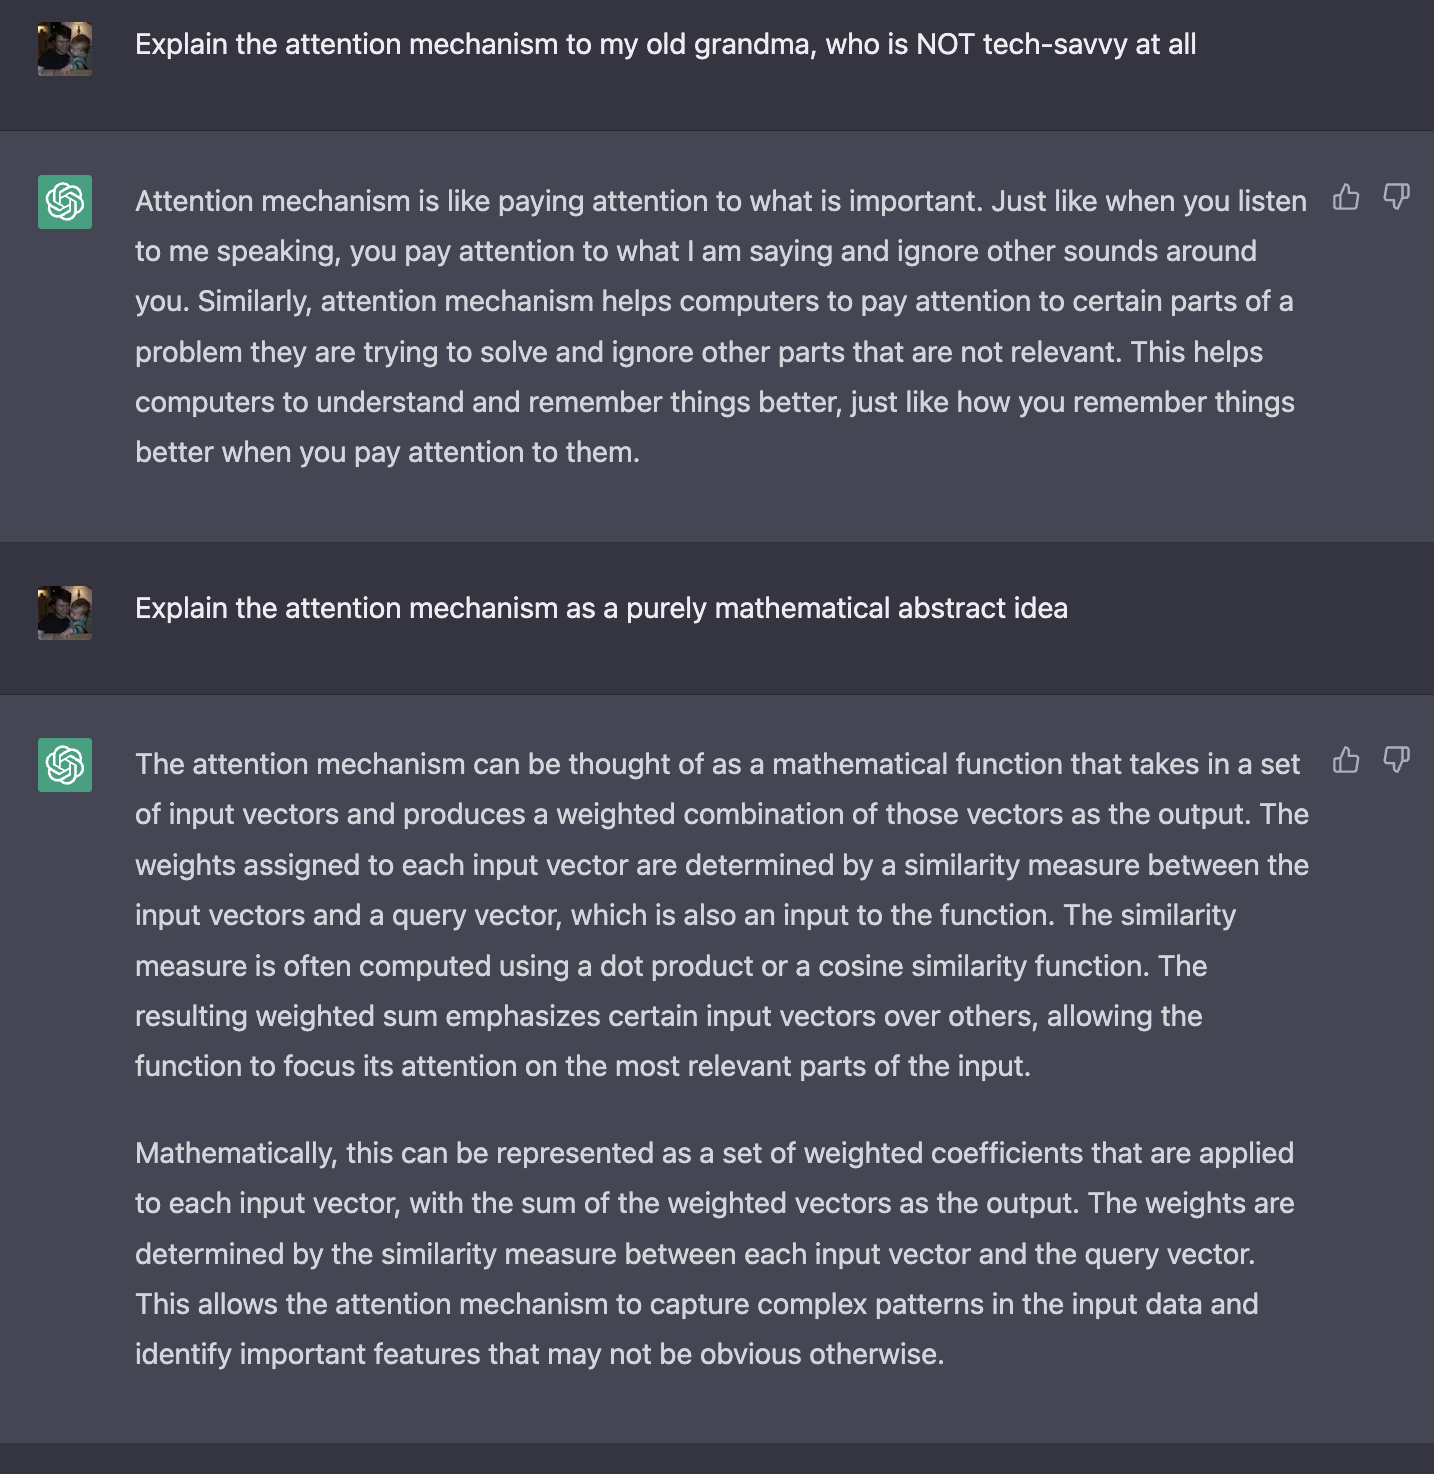 Explain the attention mechanism to my old grandma, who is NOT tech-savvy at all
Attention mechanism is like paying attention to what is important. Just like when you listen
to me speaking, you pay attention to what I am saying and ignore other sounds around
you. Similarly, attention mechanism helps computers to pay attention to certain parts of a
problem they are trying to solve and ignore other parts that are not relevant. This helps
computers to understand and remember things better, just like how you remember things
better when you pay attention to them.
Explain the attention mechanism as a purely mathematical abstract idea
The attention mechanism can be thought of as a mathematical function that takes in a set
of input vectors and produces a weighted combination of those vectors as the output. The
weights assigned to each input vector are determined by a similarity measure between the
input vectors and a query vector, which is also an input to the function. The similarity
measure is often computed using a dot product or a cosine similarity function. The
resulting weighted sum emphasizes certain input vectors over others, allowing the
function to focus its attention on the most relevant parts of the input.
Mathematically, this can be represented as a set of weighted coefficients that are applied
to each input vector, with the sum of the weighted vectors as the output. The weights are
determined by the similarity measure between each input vector and the query vector.
This allows the attention mechanism to capture complex patterns in the input data and
identify important features that may not be obvious otherwise.